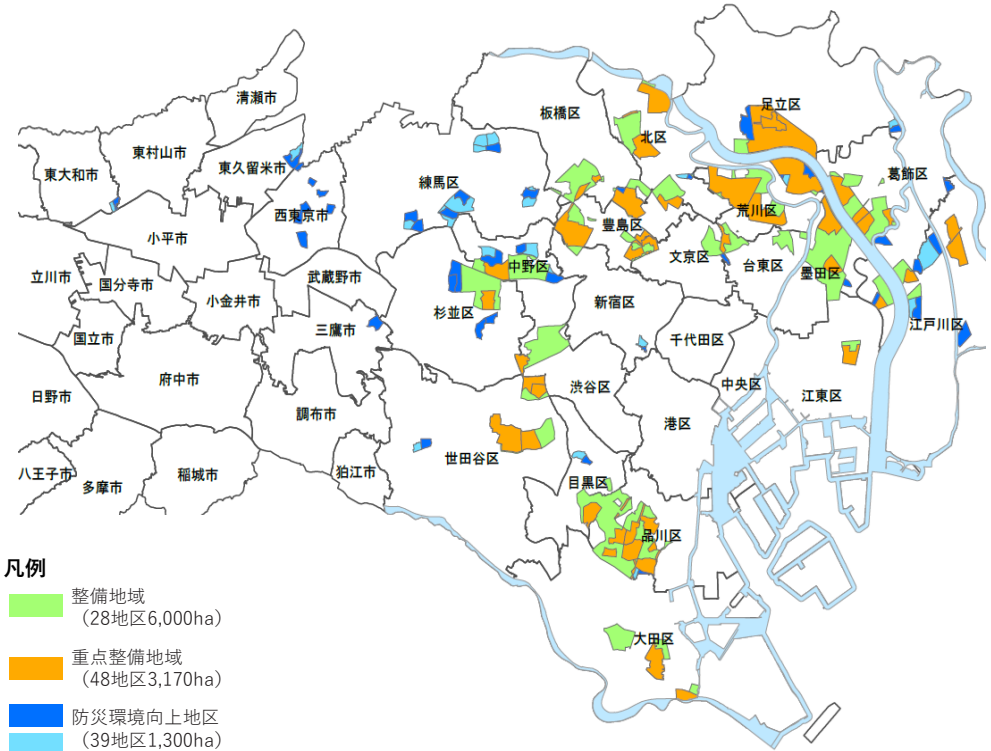 清瀬市
板橋区
足立区
東村山市
北区
東大和市
東久留米市
練馬区
葛飾区
西東京市
荒川区
小平市
豊島区
文京区
台東区
中野区
墨田区
立川市
国分寺市
武蔵野市
小金井市
新宿区
杉並区
江戸川区
国立市
三鷹市
千代田区
府中市
渋谷区
中央区
江東区
日野市
調布市
港区
世田谷区
八王子市
稲城市
狛江市
多摩市
目黒区
品川区
大田区
凡例
整備地域
（28地区6,000ha）
重点整備地域
（48地区3,170ha）
防災環境向上地区
（39地区1,300ha）